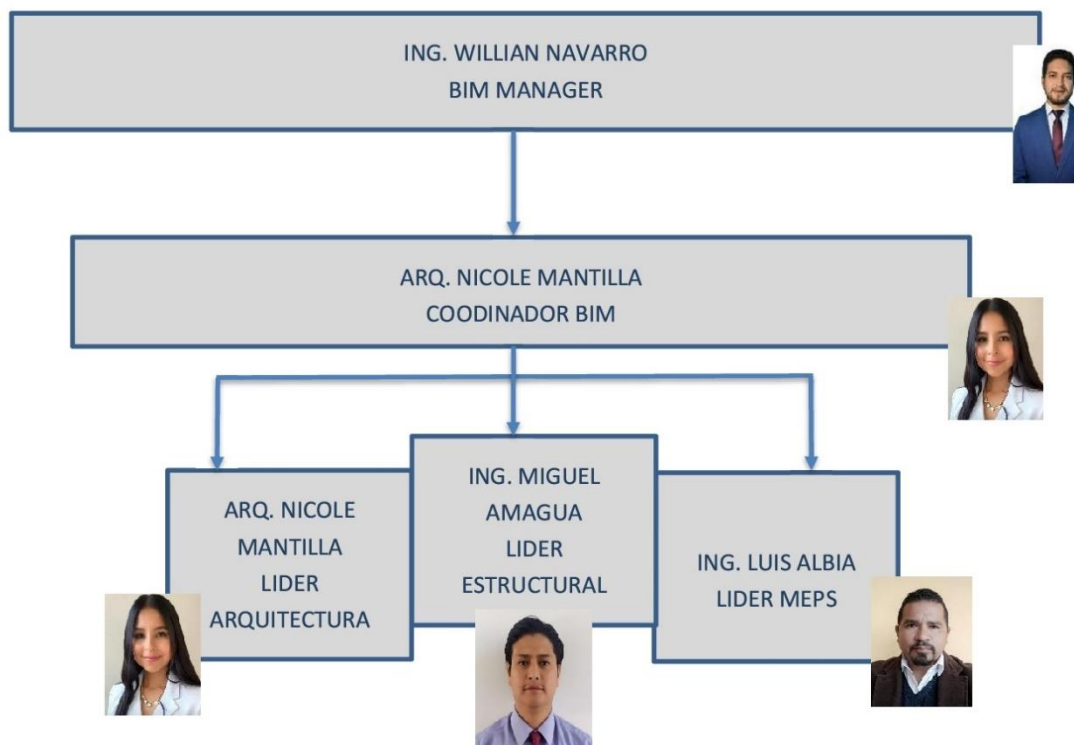 ING. WILLIAN NAVARRO
BIM MANAGER
ARQ. NICOLE MANTILLA
COODINADOR BIM
ARQ. NICOLE
MANTILLA
LIDER
ARQUITECTURA
ING. MIGUEL
AMAGUA
LIDER
ESTRUCTURAL
ING. LUIS ALBIA
LIDER MEPS